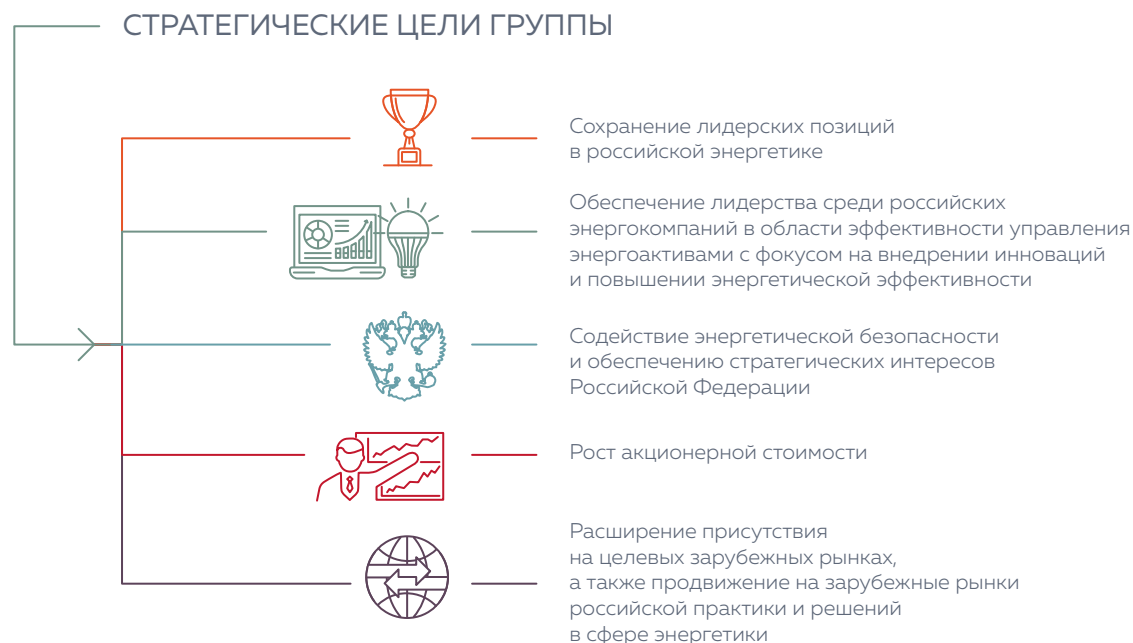 СТРАТЕГИЧЕСКИЕ ЦЕЛИ ГРУППЫ
Сохранение лидерских позиций
в российской энергетике
Обеспечение лидерства среди российских
энергокомпаний в области эффективности управления
энергоактивами с фокусом на внедрении инноваций
и повышении энергетической эффективности
Содействие энергетической безопасности
и обеспечению стратегических интересов
Российской Федерации
Рост акционерной стоимости
Расширение присутствия
на целевых зарубежных рынках,
а также продвижение на зарубежные рынки
российской практики и решений
в сфере энергетики